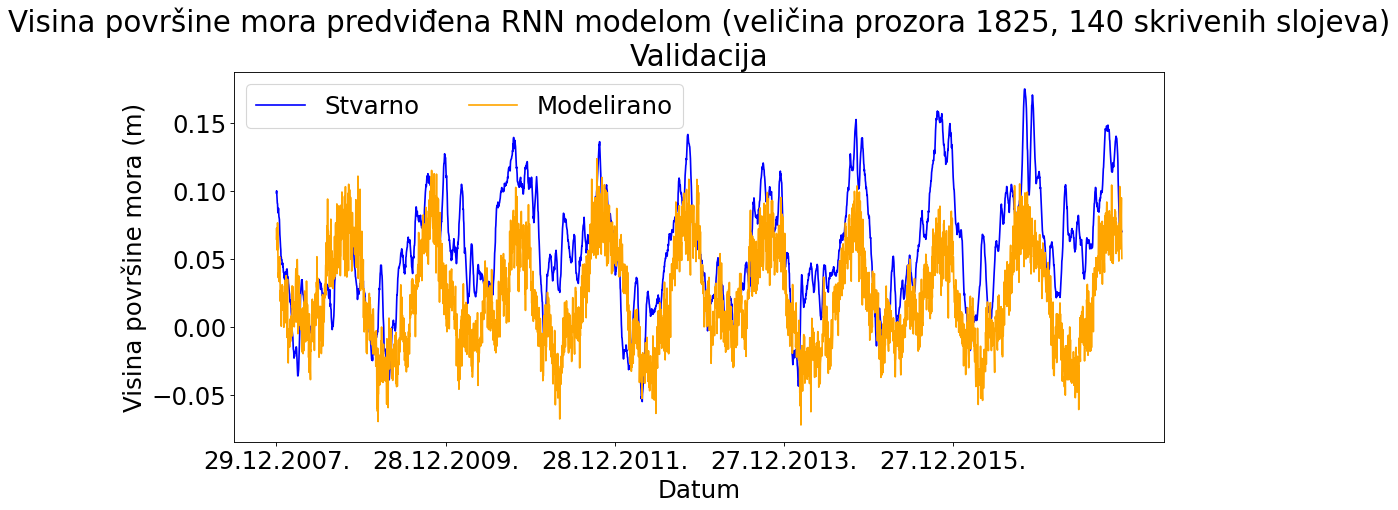 Visina površine mora predviđena RNN modelom (veličina prozora 1825, 140 skrivenih slojeva)
Validacija
Stvarno
Modelirano
Visina površine mora (m)
0.15
0.10
0.05
0.00
−0.05
29.12.2007.
28.12.2009.
28.12.2011.
27.12.2013.
27.12.2015.
Datum